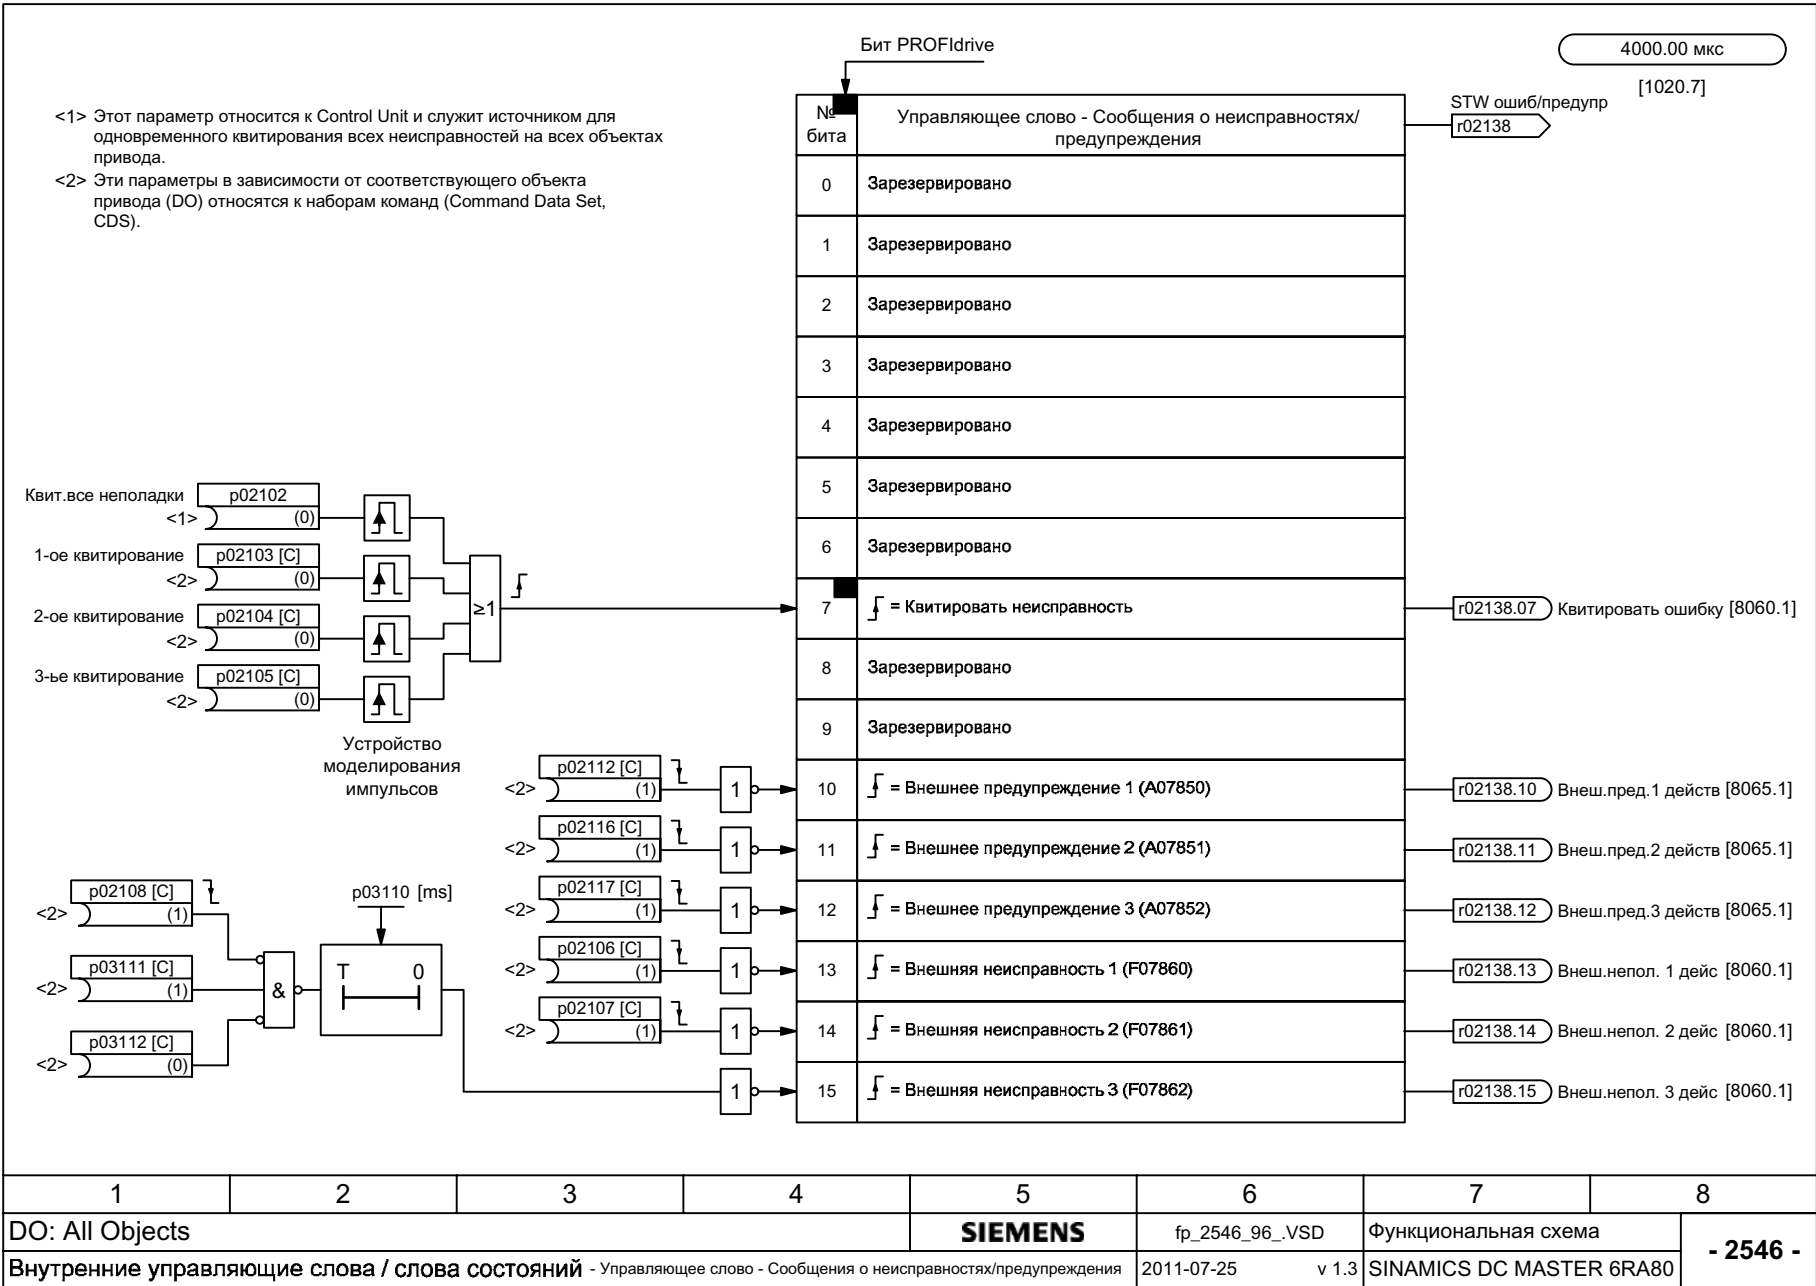 Бит PROFIdrive
4000.00 мкс
[1020.7]
<1> Этот параметр относится к Control Unit и служит источником для
одновременного квитирования всех неисправностей на всех объектах
привода.
<2> Эти параметры в зависимости от соответствующего объекта
привода (DO) относятся к наборам команд (Command Data Set,
CDS).
№
бита
Управляющее слово - Сообщения о неисправностях/
предупреждения
STW ошиб/предупр
r02138
0 Зарезервировано
1 Зарезервировано
2 Зарезервировано
3 Зарезервировано
4 Зарезервировано
5 Зарезервировано
6 Зарезервировано
Квит.все неполадки p02102
<1> (0)
1-ое квитирование p02103 [C]
<2> (0)
2-ое квитирование p02104 [C]
<2> (0)
3-ье квитирование p02105 [C]
<2> (0)
≥1
Устройство
моделирования
импульсов
7 = Квитировать неисправность r02138.07 Квитировать ошибку [8060.1]
8 Зарезервировано
9 Зарезервировано
p02112 [C]
<2> (1) 1 10 = Внешнее предупреждение 1 (A07850) r02138.10 Внеш.пред.1 действ [8065.1]
p02116 [C]
<2> (1) 1 11 = Внешнее предупреждение 2 (A07851) r02138.11 Внеш.пред.2 действ [8065.1]
p02117 [C]
<2> (1) 1 12 = Внешнее предупреждение 3 (A07852) r02138.12 Внеш.пред.3 действ [8065.1]
p02106 [C]
<2> (1) 1 13 = Внешняя неисправность 1 (F07860) r02138.13 Внеш.непол. 1 дейс [8060.1]
p02107 [C]
<2> (1) 1 14 = Внешняя неисправность 2 (F07861) r02138.14 Внеш.непол. 2 дейс [8060.1]
1 15 = Внешняя неисправность 3 (F07862) r02138.15 Внеш.непол. 3 дейс [8060.1]
p02108 [C]
<2> (1)
p03111 [C]
<2> (1)
p03112 [C]
<2> (0)
&
p03110 [ms]
T 0
1 2 3 4 5 6 7 8
DO: All Objects SIEMENS fp_2546_96_.VSD Функциональная схема
- 2546 -
Внутренние управляющие слова / слова состояний - Управляющее слово - Сообщения о неисправностях/предупреждения 2011-07-25 v 1.3 SINAMICS DC MASTER 6RA80